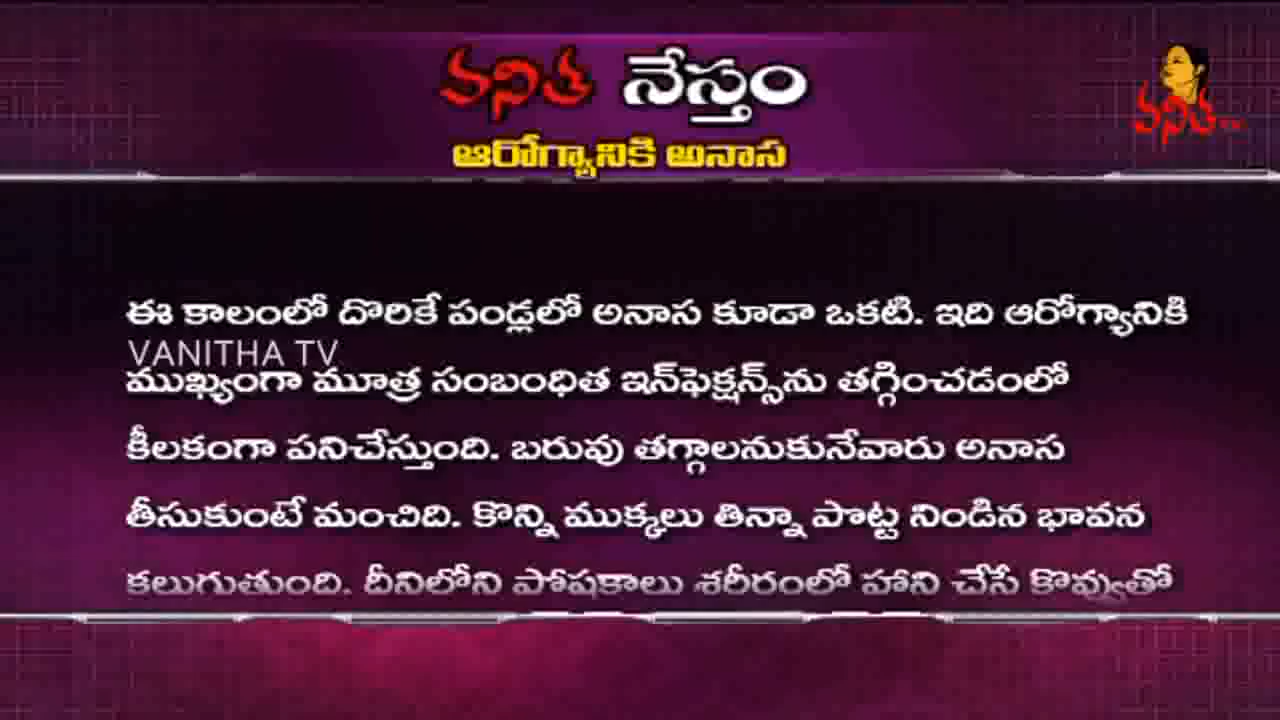 వనిత నేస్తం
వనిత TV
ఆరోగ్యానికి అనాస
ఈ కాలంలో దొరికే పండ్లలో అనాస కూడా ఒకటి. ఇది ఆరోగ్యానికి
VANITHA TV
ముఖ్యంగా మూత్ర సంబంధిత ఇన్‌ఫెక్షన్స్‌ను తగ్గించడంలో
కీలకంగా పనిచేస్తుంది. బరువు తగ్గాలనుకునేవారు అనాస
తీసుకుంటే మంచిది. కొన్ని ముక్కలు తిన్నా పొట్ట నిండిన భావన
కలుగుతుంది. దీనిలోని పోషకాలు శరీరంలో హాని చేసే కొవ్వుతో